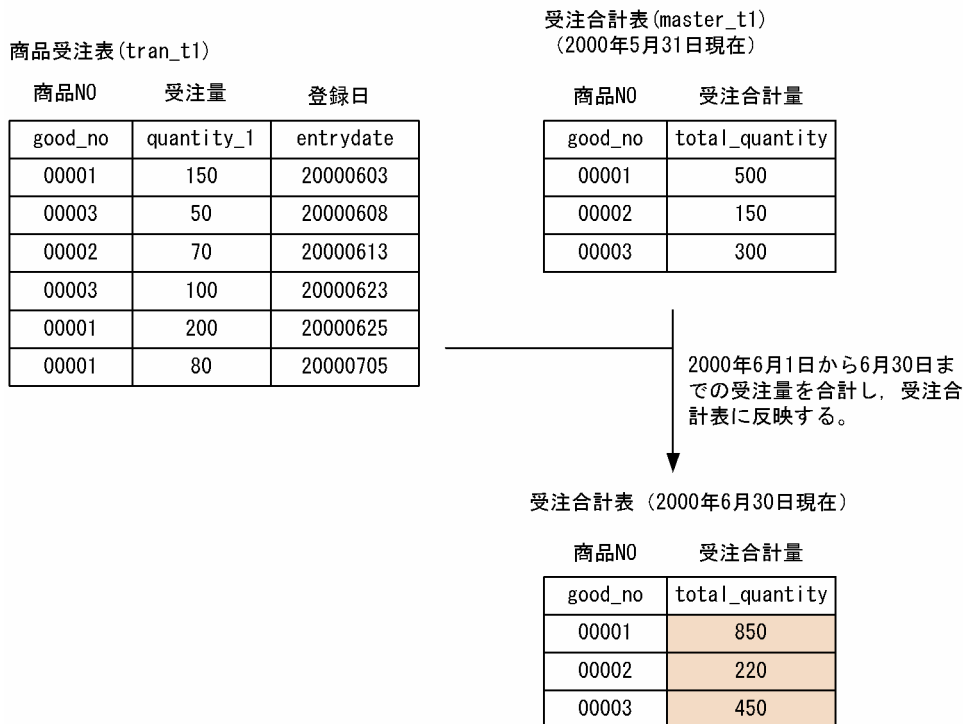 商品受注表(tran_t1)
商品NO 受注量 登録日
good_no quantity_1 entrydate
00001 150 20000603
00003 50 20000608
00002 70 20000613
00003 100 20000623
00001 200 20000625
00001 80 20000705
受注合計表(master_t1)
（2000年5月31日現在）
商品NO 受注合計量
good_no total_quantity
00001 500
00002 150
00003 300
2000年6月1日から6月30日ま
での受注量を合計し，受注合
計表に反映する。
受注合計表（2000年6月30日現在）
商品NO 受注合計量
good_no total_quantity
00001 850
00002 220
00003 450